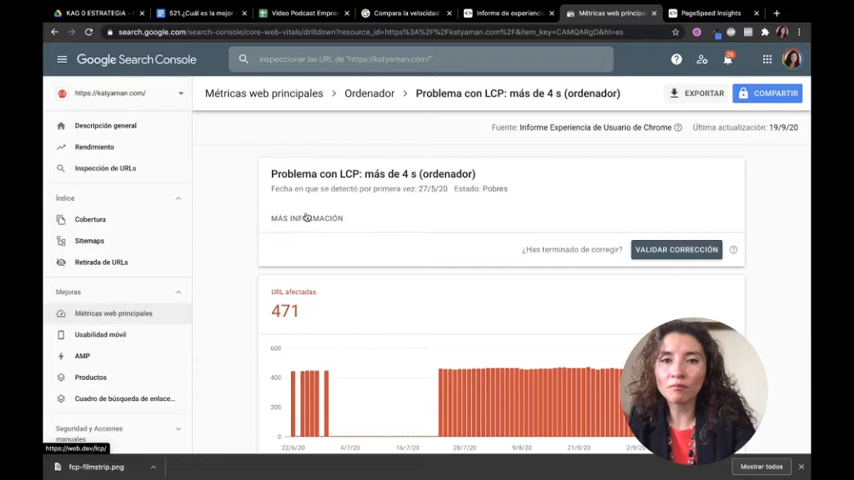 KAG 0 ESTRATEGIA -
521.¿Cuál es la mejor
Video Podcast Empre
Compara la velocidad
Informe de experienci
Métricas web principa
PageSpeed Insights
search.google.com/search-console/core-web-vitals/drilldown?resource_id=https%3A%2F%2Fkatyaman.com%2F&item_key=CAMQARgD&hl=es
Google Search Console
Inspeccionar las URL de "https://katyaman.com/"
26
https://katyaman.com/
Métricas web principales > Ordenador > Problema con LCP: más de 4 s (ordenador)
EXPORTAR
COMPARTIR
Descripción general
Rendimiento
Inspección de URLs
Índice
Cobertura
Sitemaps
Retirada de URLs
Mejoras
Métricas web principales
Usabilidad móvil
AMP
Productos
Cuadro de búsqueda de enlace...
Seguridad y Acciones
manuales
https://web.dev/lcp/
Fuente: Informe Experiencia de Usuario de Chrome
Última actualización: 19/9/20
Problema con LCP: más de 4 s (ordenador)
Fecha en que se detectó por primera vez: 27/5/20 Estado: Pobres
MÁS INFORMACIÓN
¿Has terminado de corregir?
VALIDAR CORRECCIÓN
URL afectadas
471
600
400
200
0
22/6/20 4/7/20 16/7/20 28/7/20 9/8/20 21/8/20 2/9/20
fcp-filmstrip.png
Mostrar todos